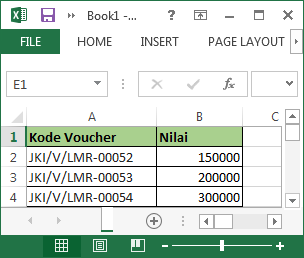 Book1 -...
FILE HOME INSERT PAGE LAYOUT
E1 fx
A B C
1 Kode Voucher Nilai
2 JKI/V/LMR-00052 150000
3 JKI/V/LMR-00053 200000
4 JKI/V/LMR-00054 300000